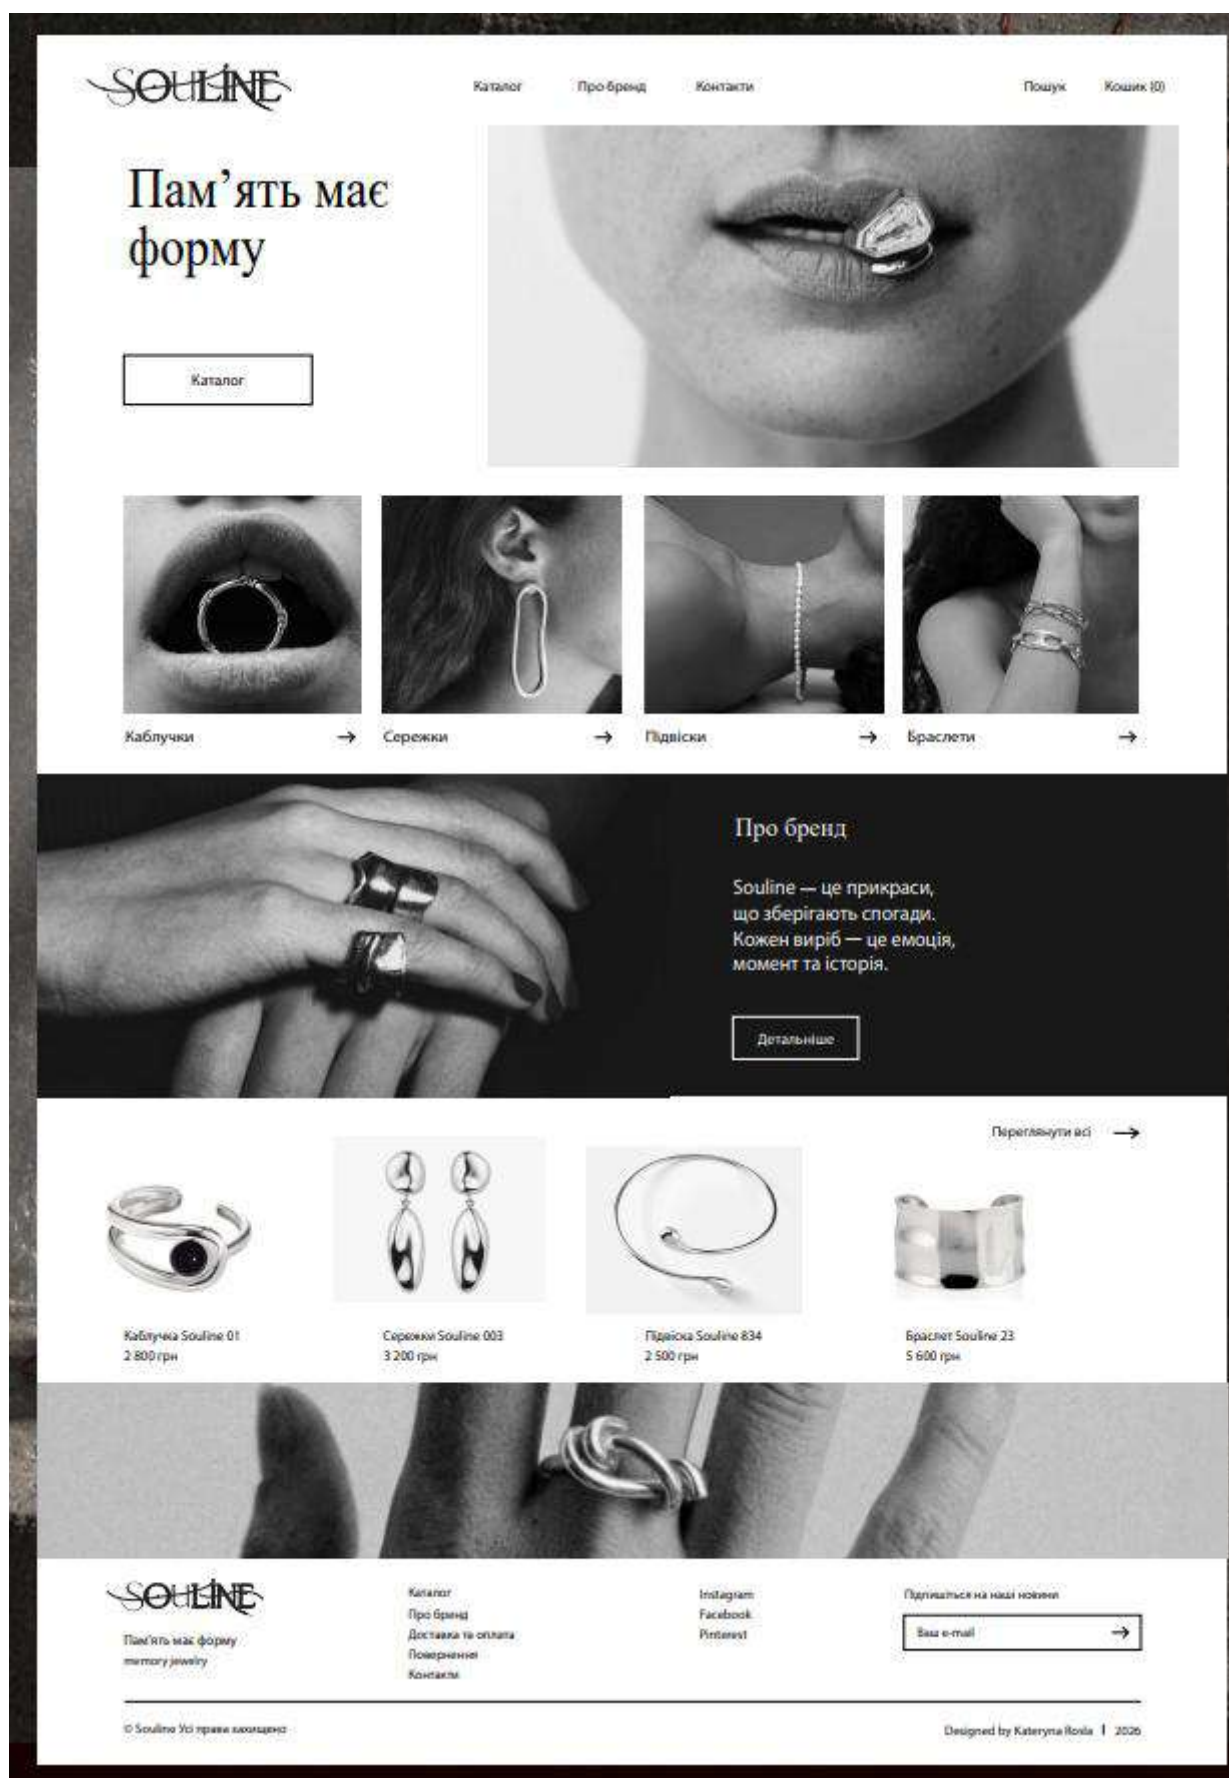 SOULINE
Каталог Про бренд Контакти Пошук Кошик (0)
Пам’ять має
форму
Каталог
Каблучки → Сережки → Підвіски → Браслети →
Про бренд
Souline — це прикраси,
що зберігають спогади.
Кожен виріб — це емоція,
момент та історія.
Детальніше
Переглянути всі →
Каблучка Souline 01
2 800 грн
Сережки Souline 003
3 200 грн
Підвіска Souline 834
2 500 грн
Браслет Souline 23
5 600 грн
SOULINE
Пам'ять має форму
memory jewelry
Каталог
Про бренд
Доставка та оплата
Повернення
Контакти
Instagram
Facebook
Pinterest
Підпишіться на наші новини
Ваш e-mail →
© Souline Усі права захищено
Designed by Kateryna Rosla | 2026